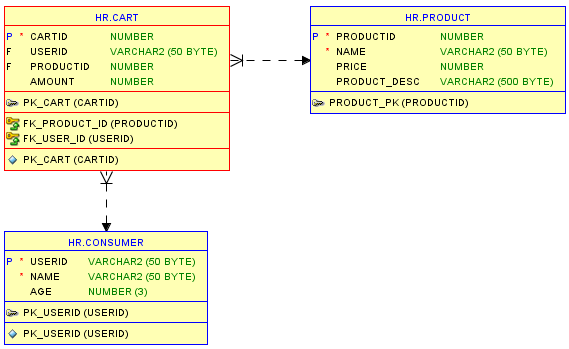 HR.CART
P * CARTID NUMBER
F USERID VARCHAR2 (50 BYTE)
F PRODUCTID NUMBER
AMOUNT NUMBER
PK_CART (CARTID)
FK_PRODUCT_ID (PRODUCTID)
FK_USER_ID (USERID)
PK_CART (CARTID)
HR.PRODUCT
P * PRODUCTID NUMBER
* NAME VARCHAR2 (50 BYTE)
PRICE NUMBER
PRODUCT_DESC VARCHAR2 (500 BYTE)
PRODUCT_PK (PRODUCTID)
HR.CONSUMER
P * USERID VARCHAR2 (50 BYTE)
* NAME VARCHAR2 (50 BYTE)
AGE NUMBER (3)
PK_USERID (USERID)
PK_USERID (USERID)